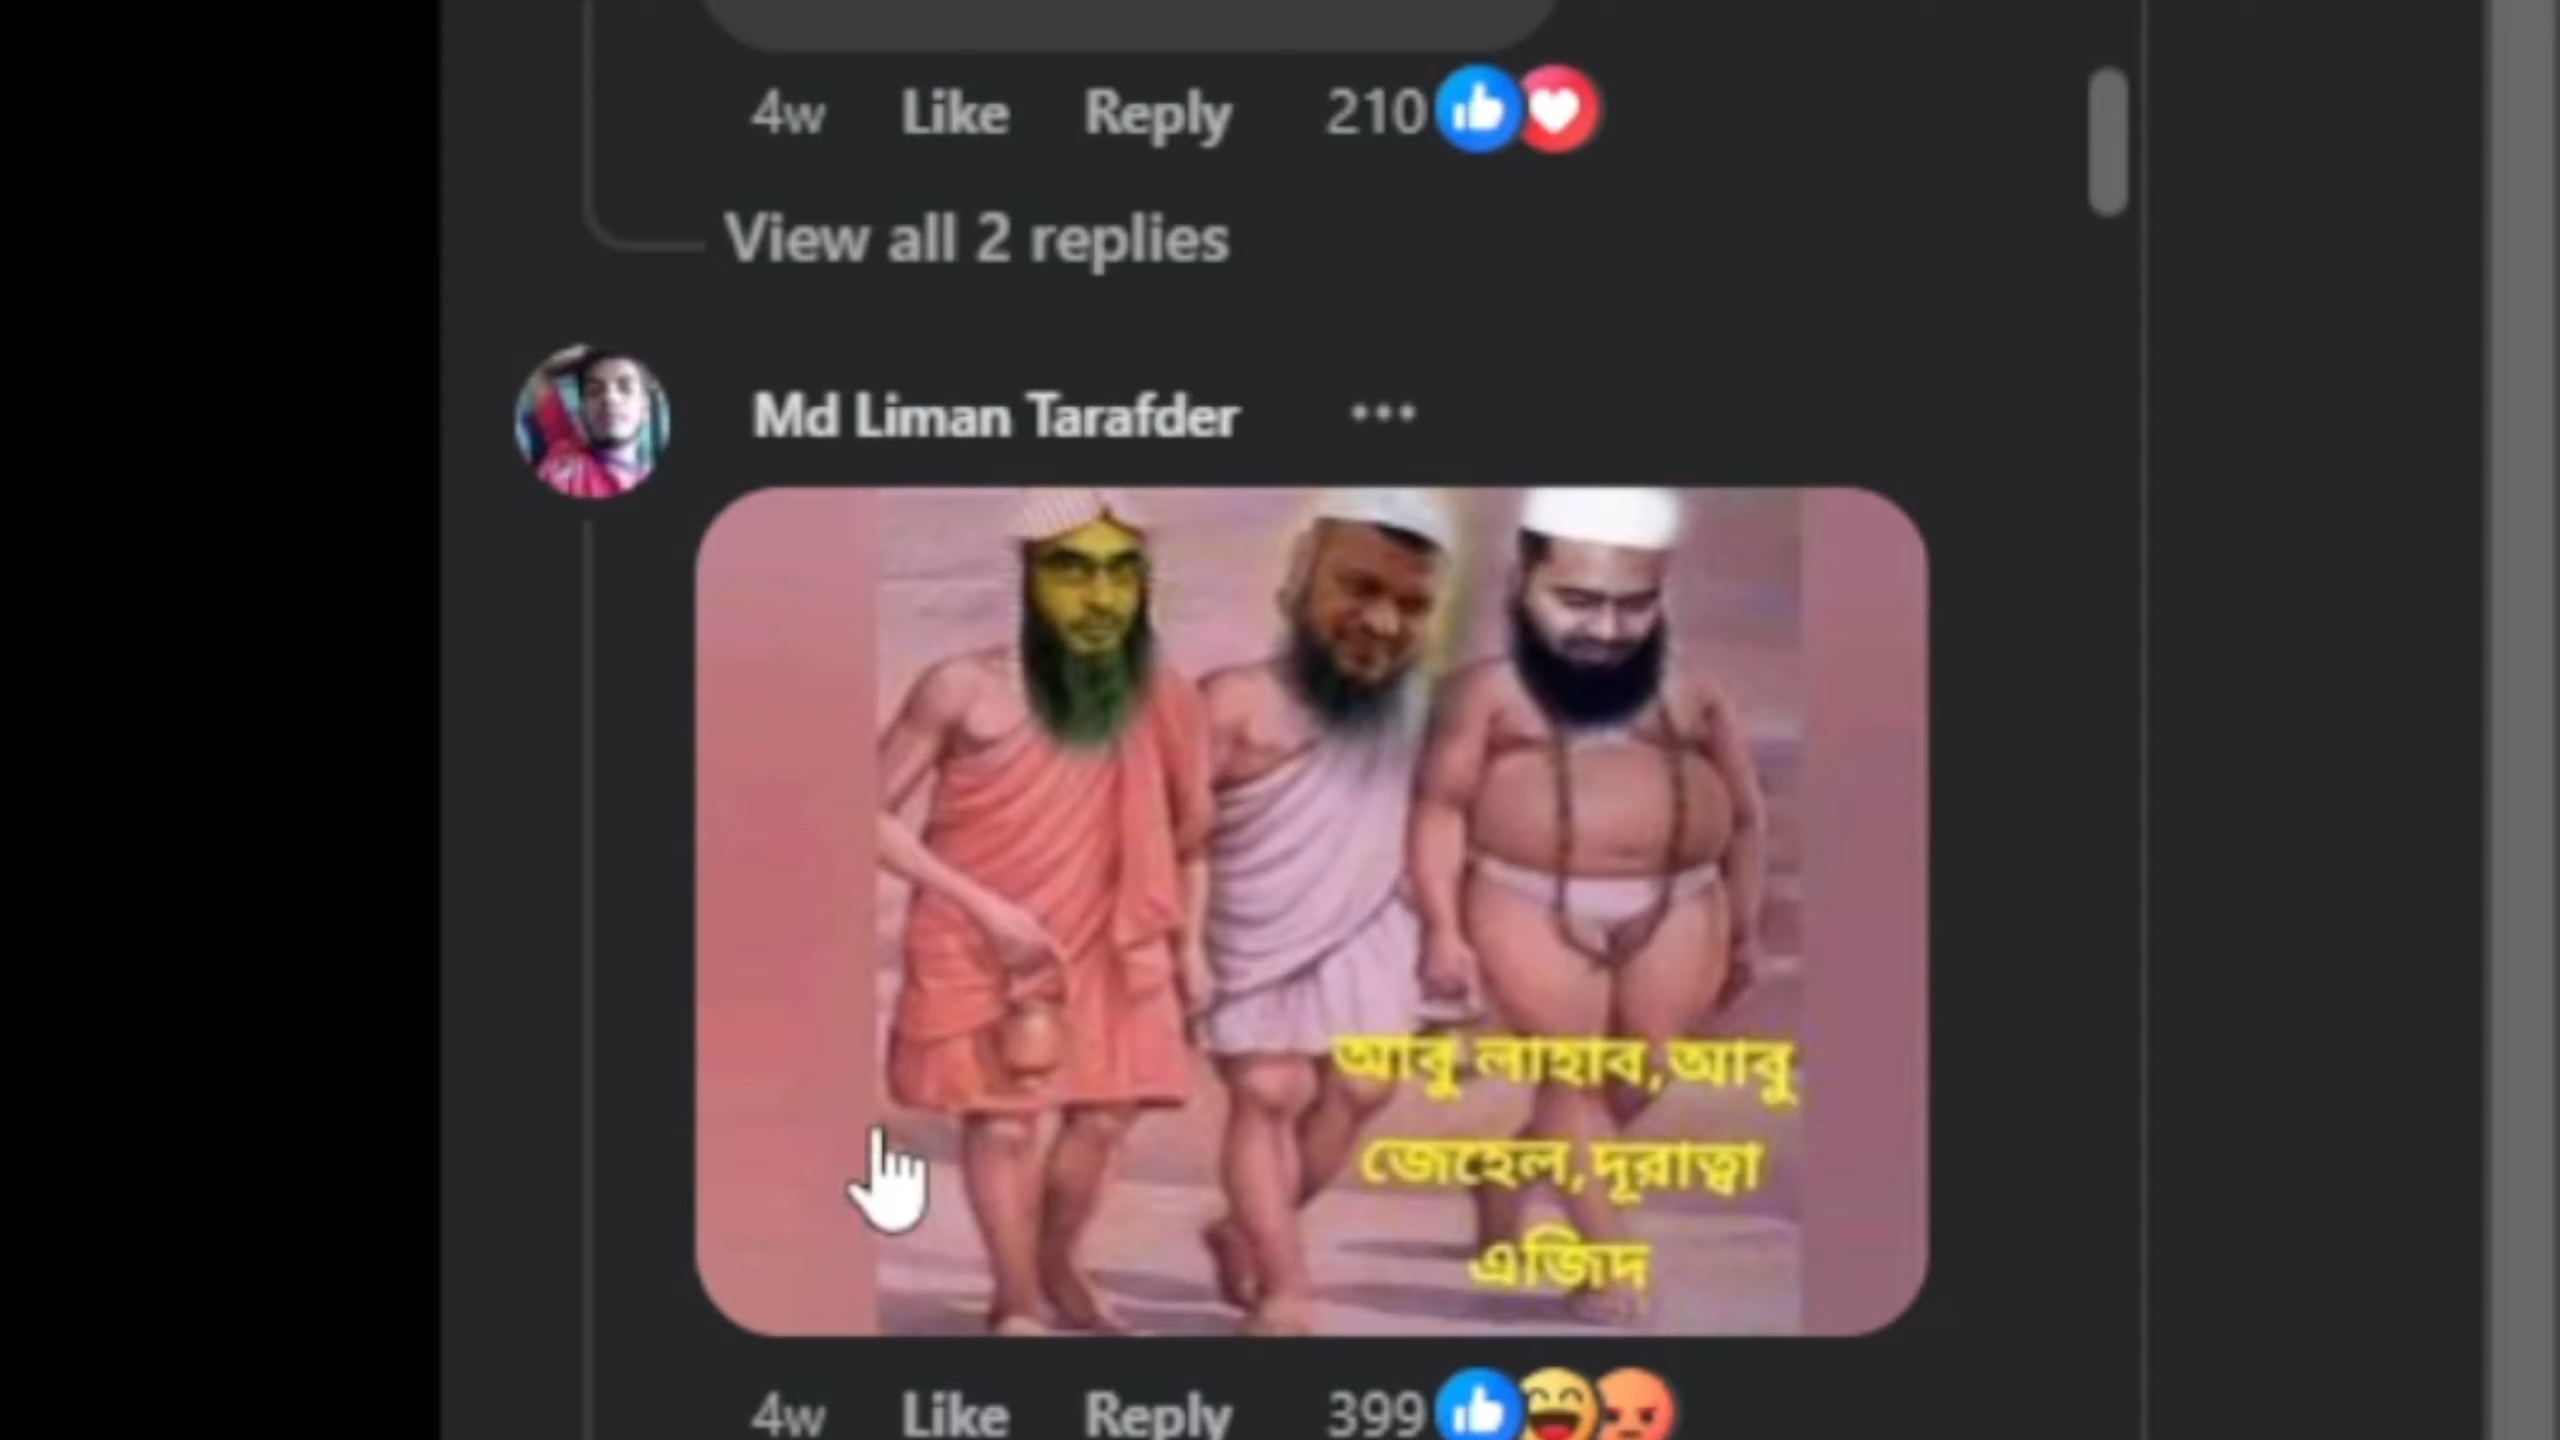 4w Like Reply 210
View all 2 replies
Md Liman Tarafder
আবু লাহাব,আবু
জেহেল,দূরাত্বা
এজিদ
4w Like Reply 399